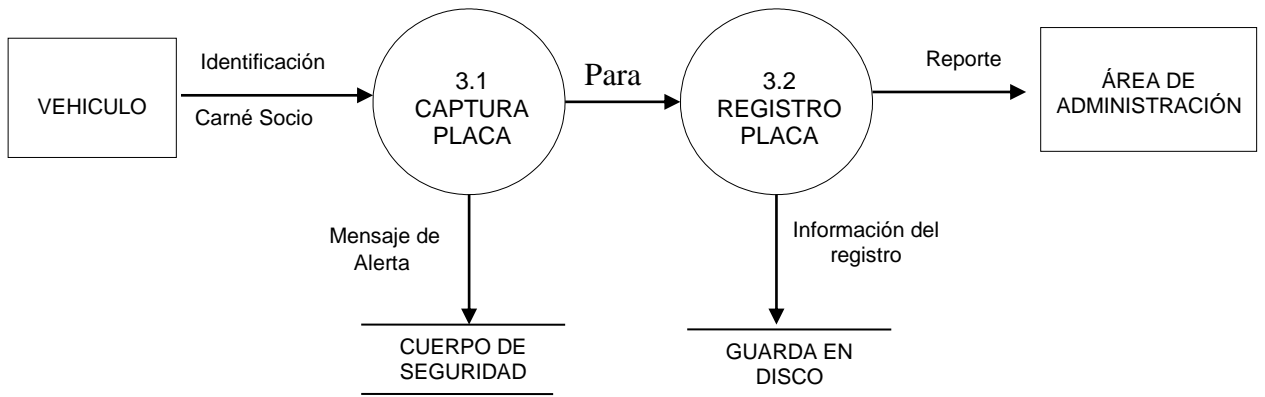 VEHICULO
Identificación
Carné Socio
3.1
CAPTURA
PLACA
Para
3.2
REGISTRO
PLACA
Reporte
ÁREA DE
ADMINISTRACIÓN
Mensaje de
Alerta
Información del
registro
CUERPO DE
SEGURIDAD
GUARDA EN
DISCO